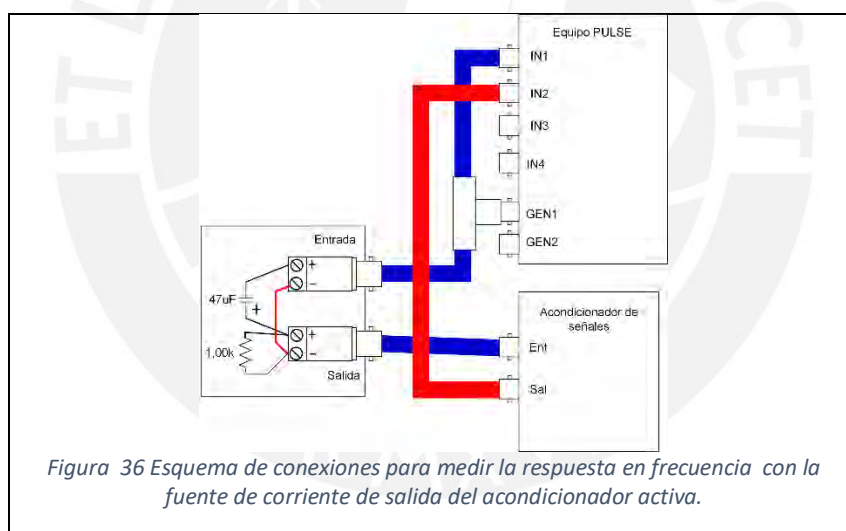 ET L
UCET
Equipo PULSE
IN1
IN2
IN3
IN4
GEN1
GEN2
Entrada
+
-
47uF
+
+
-
1,00k
Salida
Acondicionador de
señales
Ent
Sal
Figura 36 Esquema de conexiones para medir la respuesta en frecuencia con la
fuente de corriente de salida del acondicionador activa.